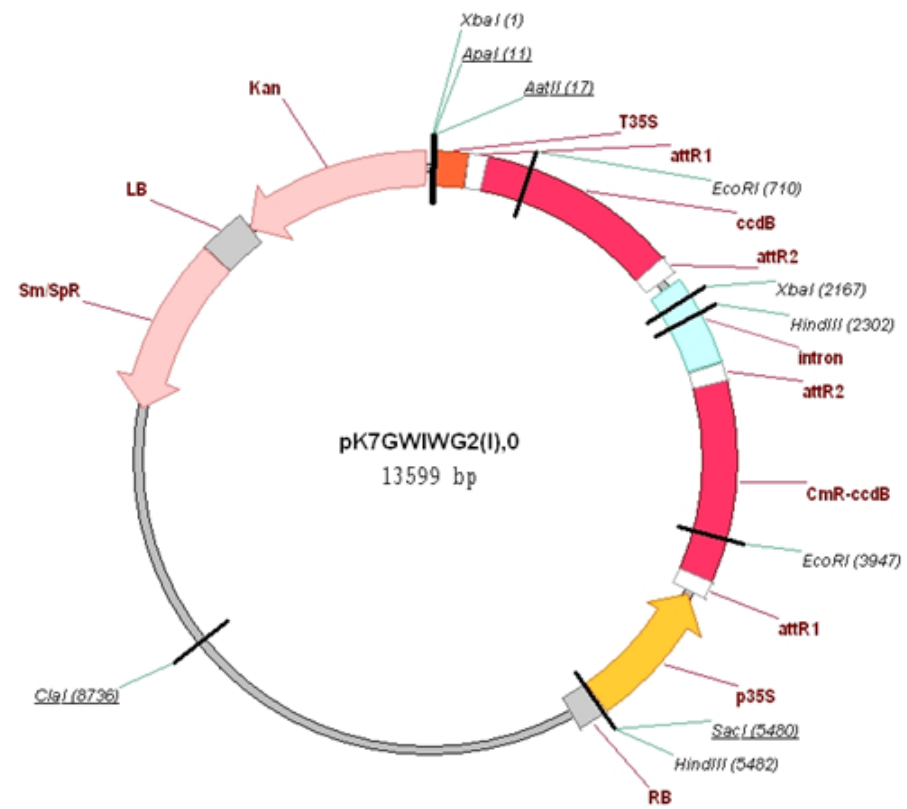 XbaI (1)
ApaI (11)
AatII (17)
Kan
T35S
attR1
EcoRI (710)
LB
ccdB
attR2
Sm/SpR
XbaI (2167)
HindIII (2302)
intron
attR2
pK7GWIWG2(I),0
13599 bp
CmR-ccdB
EcoRI (3947)
attR1
p35S
ClaI (8736)
SacI (5480)
HindIII (5482)
RB